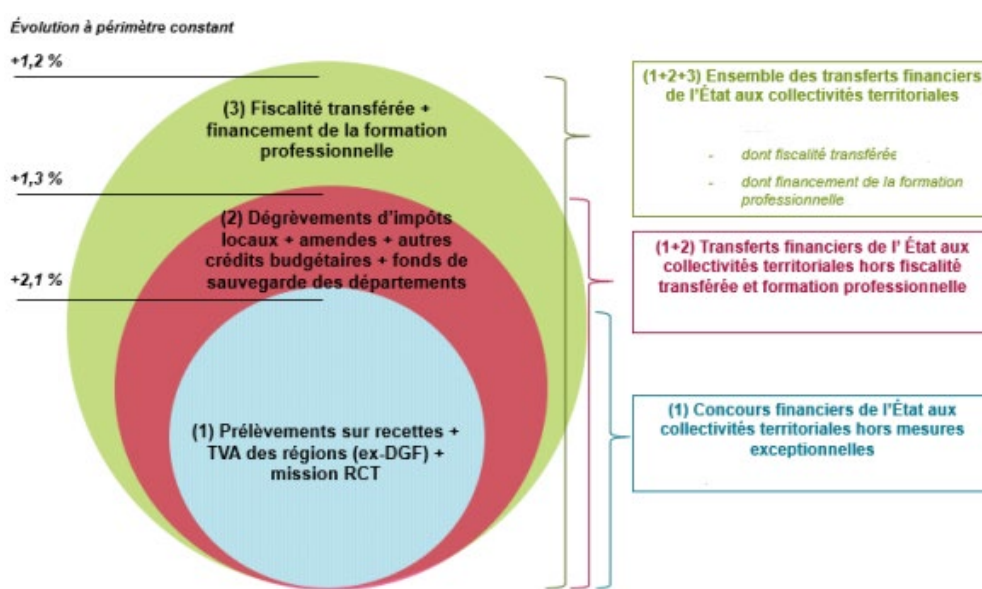 Évolution à périmètre constant
+1,2 %
(3) Fiscalité transférée +
financement de la formation
professionnelle
+1,3 %
(2) Dégrèvements d'impôts
locaux + amendes + autres
crédits budgétaires + fonds de
sauvegarde des départements
+2,1 %
(1) Prélèvements sur recettes +
TVA des régions (ex-DGF) +
mission RCT
(1+2+3) Ensemble des transferts financiers
de l'État aux collectivités territoriales
- dont fiscalité transférée
- dont financement de la formation
professionnelle
(1+2) Transferts financiers de l' État aux
collectivités territoriales hors fiscalité
transférée et formation professionnelle
(1) Concours financiers de l'État aux
collectivités territoriales hors mesures
exceptionnelles